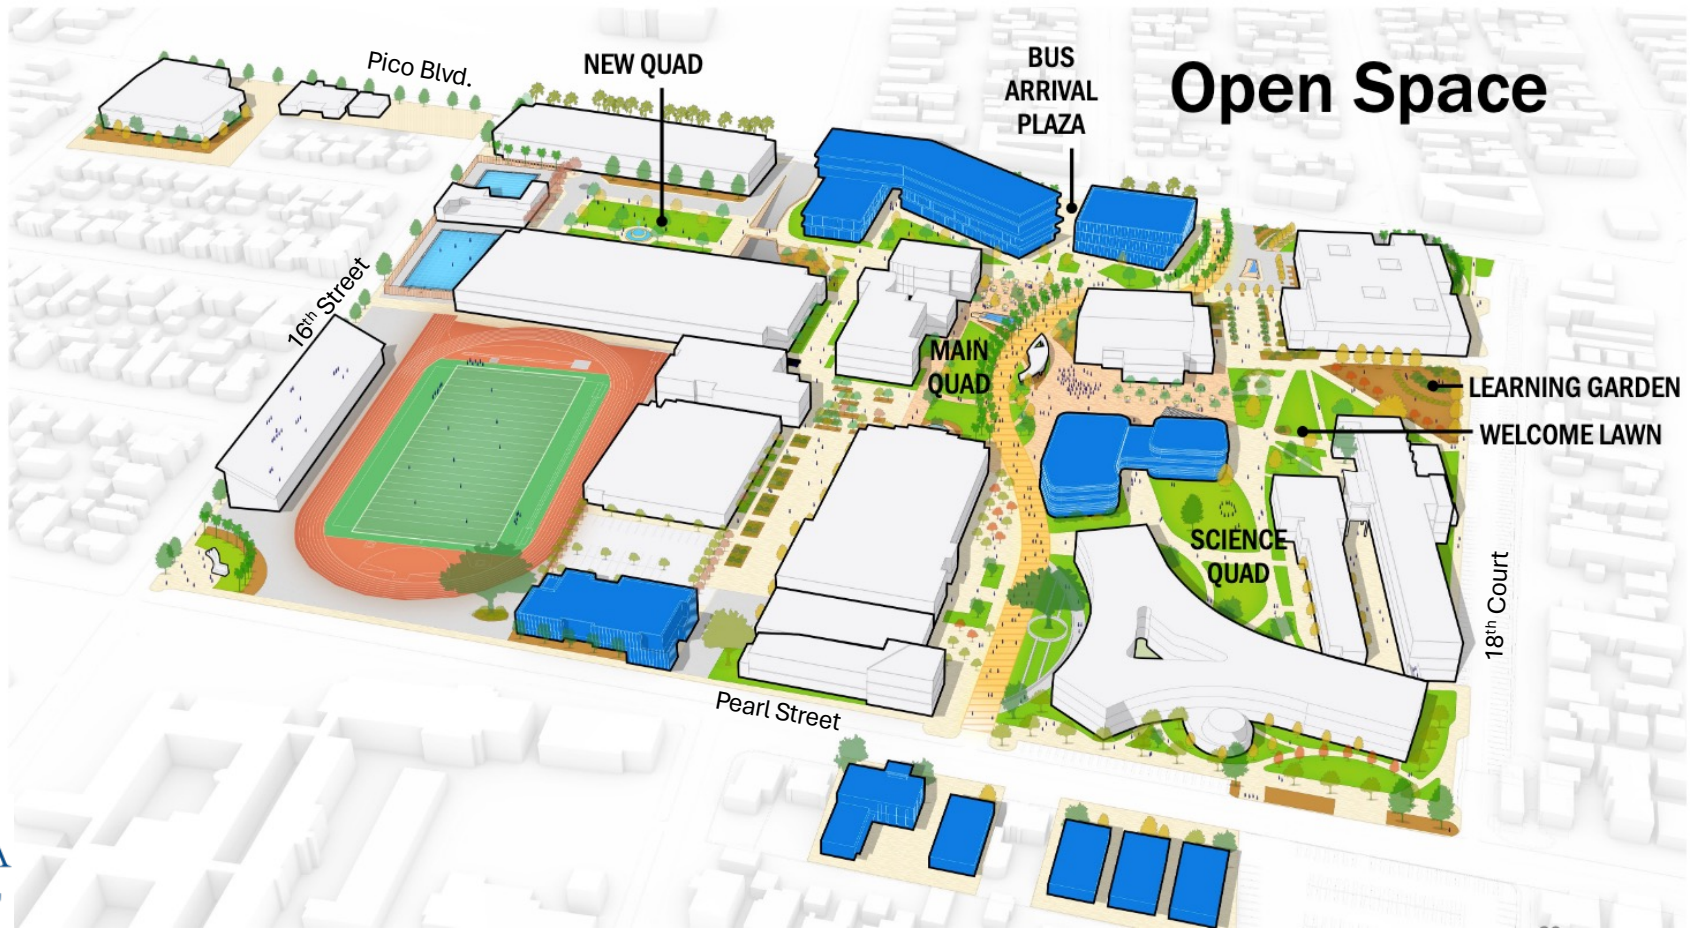 Open Space
Pico Blvd.
NEW QUAD
BUS
ARRIVAL
PLAZA
16th Street
MAIN
QUAD
LEARNING GARDEN
WELCOME LAWN
SCIENCE
QUAD
18th Court
Pearl Street
A